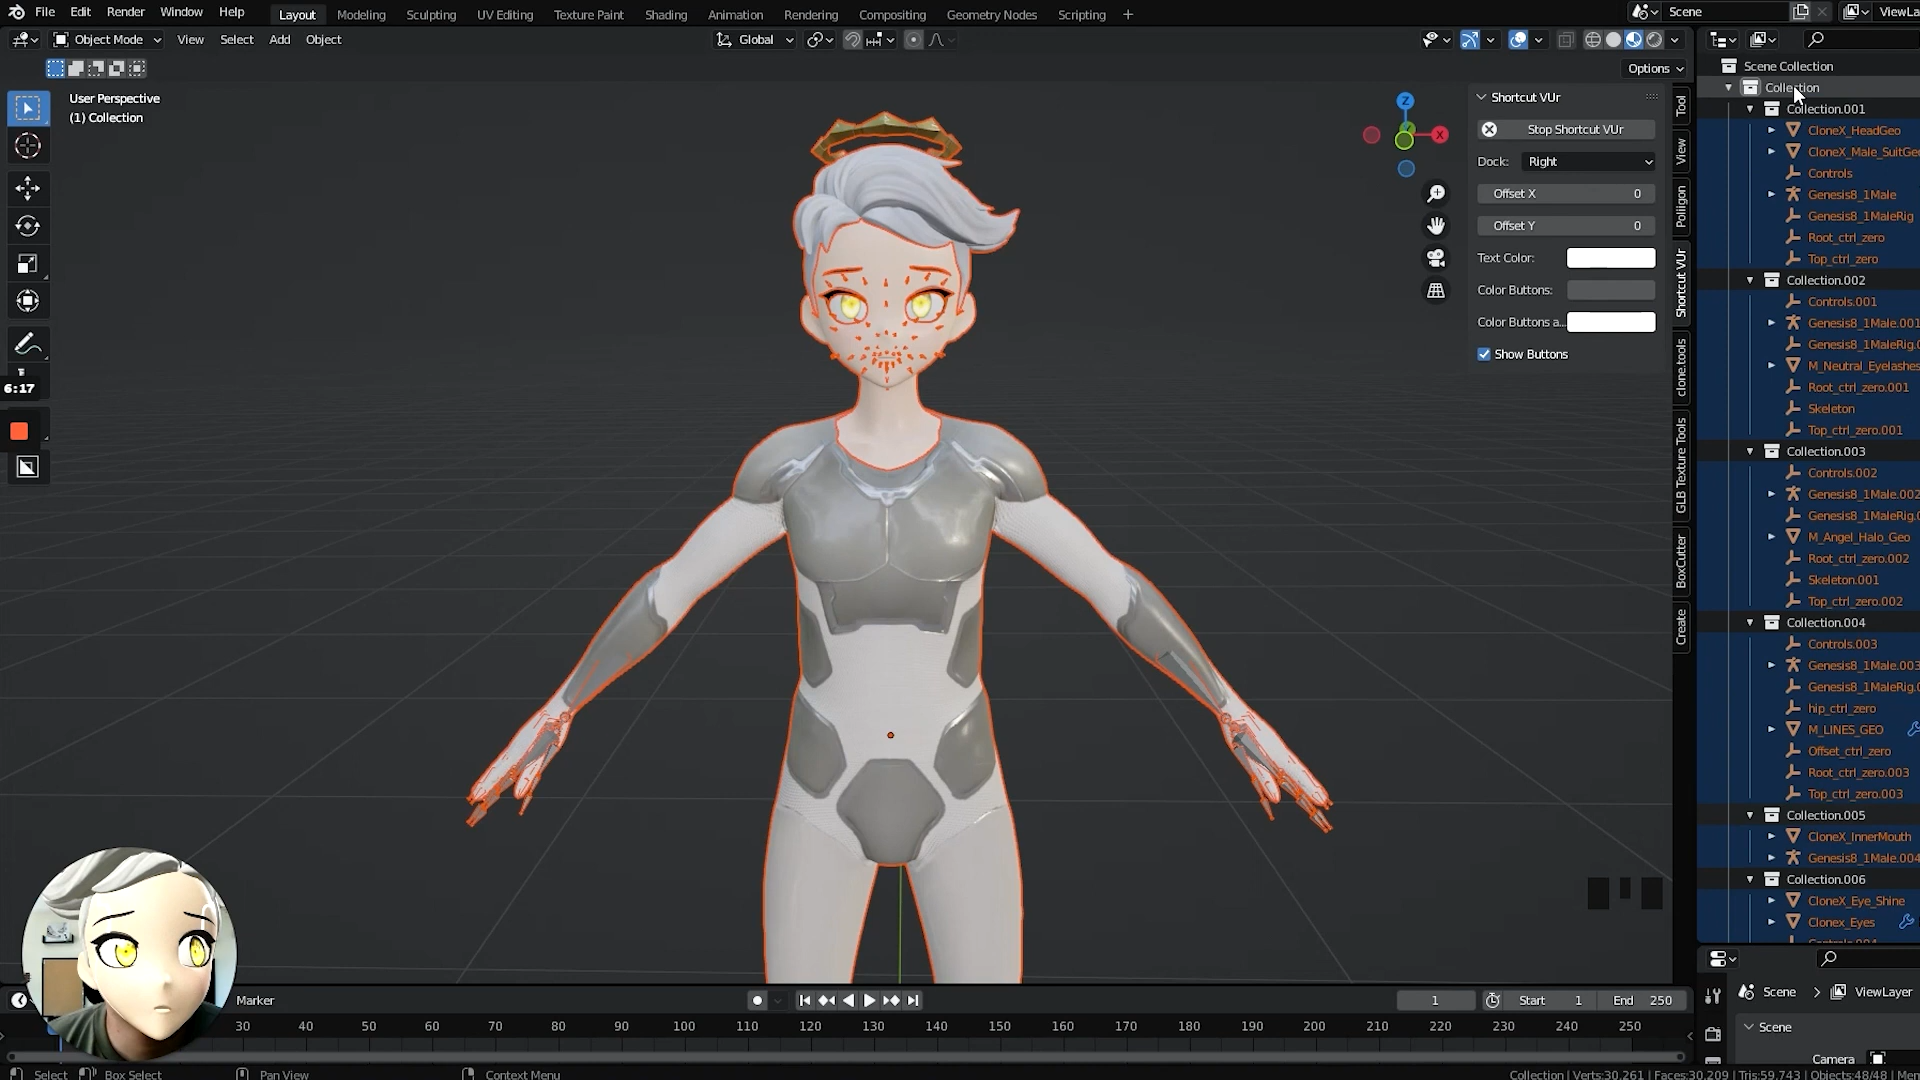 File Edit Render Window Help Layout Modeling Sculpting UV Editing Texture Paint Shading Animation Rendering Compositing Geometry Nodes Scripting + Scene
Object Mode View Select Add Object Global
Options
User Perspective
(1) Collection
6:17
Shortcut VUr
Stop Shortcut VUr
Dock: Right
Offset X 0
Offset Y 0
Text Color:
Color Buttons:
Color Buttons a...
Show Buttons
Z
X
Tool
View
Poliigon
Shortcut VUr
clone.tools
GLB Texture Tools
BoxCutter
Create
Scene Collection
Collection
Collection.001
CloneX_HeadGeo
CloneX_Male_SuitGeo
Controls
Genesis8_1Male
Genesis8_1MaleRig
Root_ctrl_zero
Top_ctrl_zero
Collection.002
Controls.001
Genesis8_1Male.001
Genesis8_1MaleRig.0
M_Neutral_Eyelashes
Root_ctrl_zero.001
Skeleton
Top_ctrl_zero.001
Collection.003
Controls.002
Genesis8_1Male.002
Genesis8_1MaleRig.0
M_Angel_Halo_Geo
Root_ctrl_zero.002
Skeleton.001
Top_ctrl_zero.002
Collection.004
Controls.003
Genesis8_1Male.003
Genesis8_1MaleRig.0
hip_ctrl_zero
M_LINES_GEO
Offset_ctrl_zero
Root_ctrl_zero.003
Top_ctrl_zero.003
Collection.005
CloneX_InnerMouth
Genesis8_1Male.004
Collection.006
CloneX_Eye_Shine
Clonex_Eyes
Scene > ViewLayer
Scene
Camera
Marker 1 Start 1 End 250
30 40 50 60 70 80 90 100 110 120 130 140 150 160 170 180 190 200 210 220 230 240 250
Select Box Select Pan View Context Menu Collection | Verts:30,261 | Faces:30,209 | Tris:59,743 | Objects:48/48 |